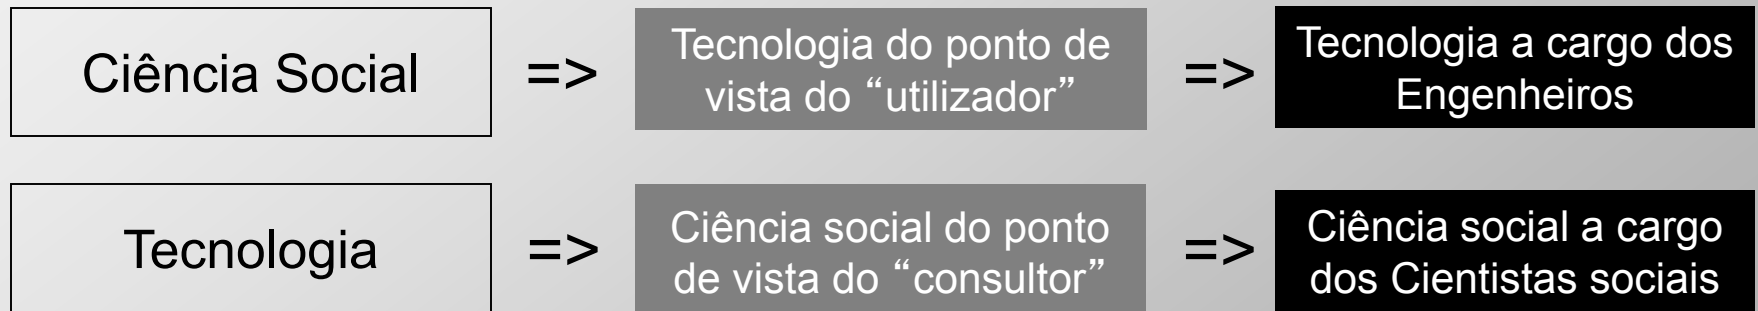 Ciência Social => Tecnologia do ponto de => Tecnologia a cargo dos
vista do “utilizador” Engenheiros
Tecnologia => Ciência social do ponto => Ciência social a cargo
de vista do “consultor” dos Cientistas sociais